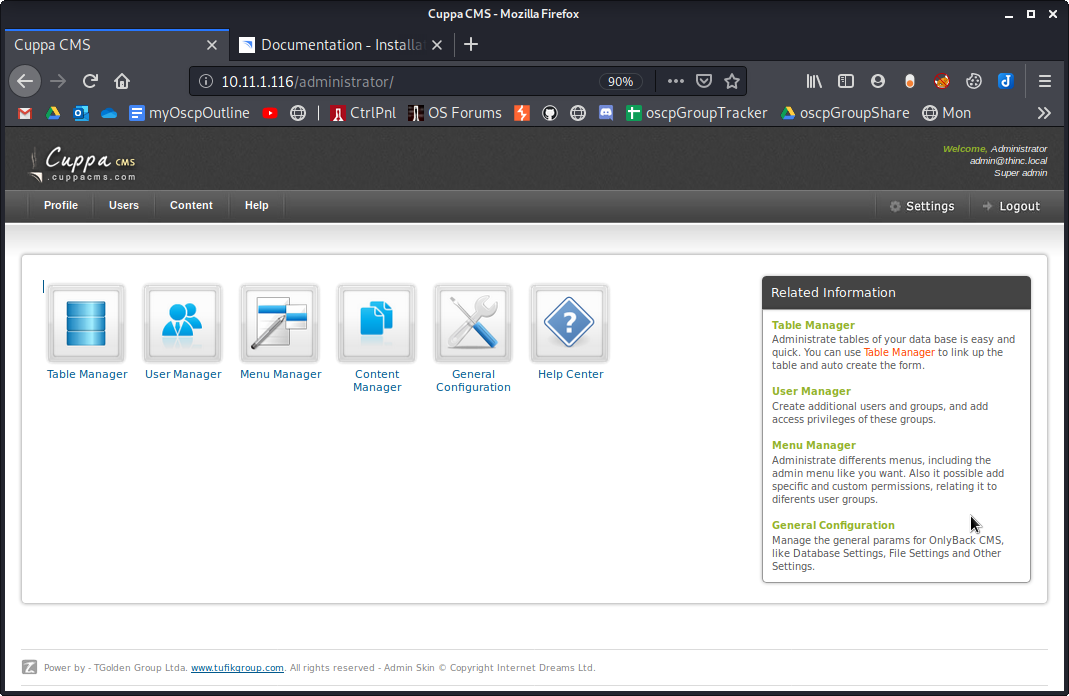 Cuppa CMS - Mozilla Firefox
Cuppa CMS
Documentation - Installa
10.11.1.116/administrator/
90%
myOscpOutline
CtrlPnl
OS Forums
oscpGroupTracker
oscpGroupShare
Mon
Cuppa CMS
.cuppacms.com
Welcome, Administrator
admin@thinc.local
Super admin
Profile
Users
Content
Help
Settings
Logout
Table Manager
User Manager
Menu Manager
Content
Manager
General
Configuration
Help Center
Related Information
Table Manager
Administrate tables of your data base is easy and
quick. You can use Table Manager to link up the
table and auto create the form.
User Manager
Create additional users and groups, and add
access privileges of these groups.
Menu Manager
Administrate differents menus, including the
admin menu like you want. Also it possible add
specific and custom permissions, relating it to
diferents user groups.
General Configuration
Manage the general params for OnlyBack CMS,
like Database Settings, File Settings and Other
Settings.
Power by - TGolden Group Ltda. www.tufikgroup.com. All rights reserved - Admin Skin © Copyright Internet Dreams Ltd.